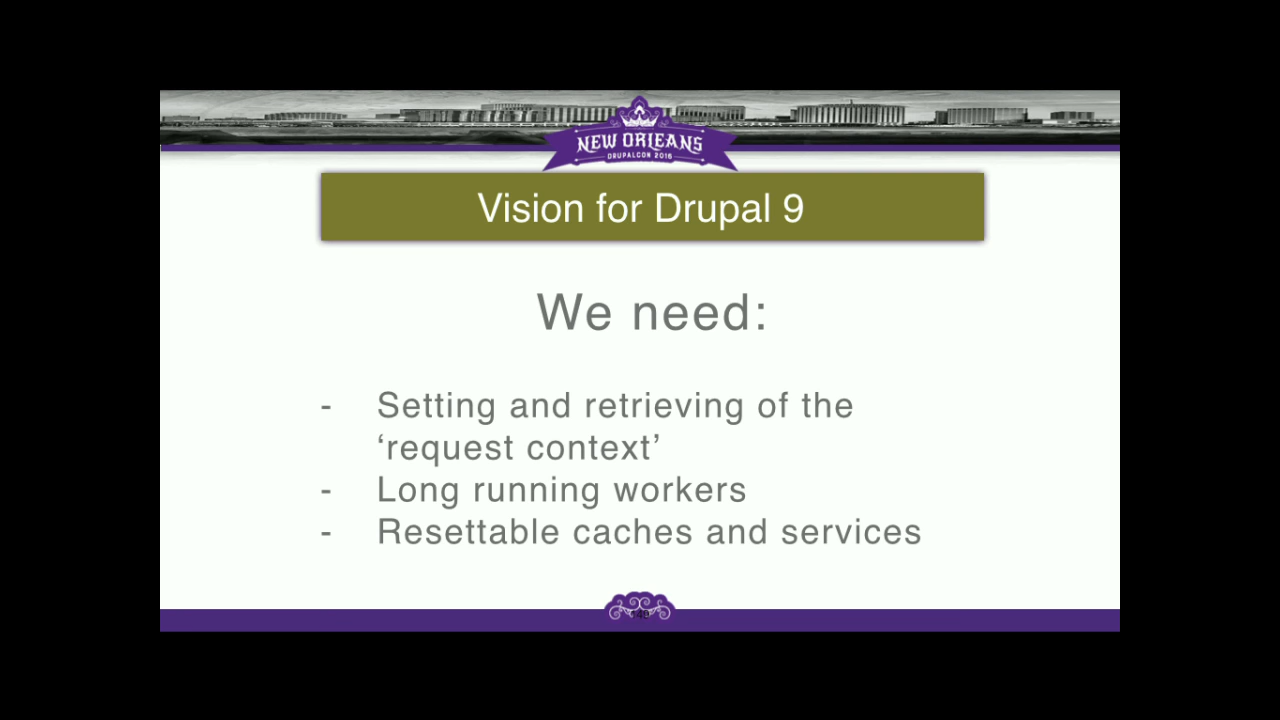 NEW ORLEANS
DRUPALCON 2016
Vision for Drupal 9
We need:
- Setting and retrieving of the
‘request context’
- Long running workers
- Resettable caches and services